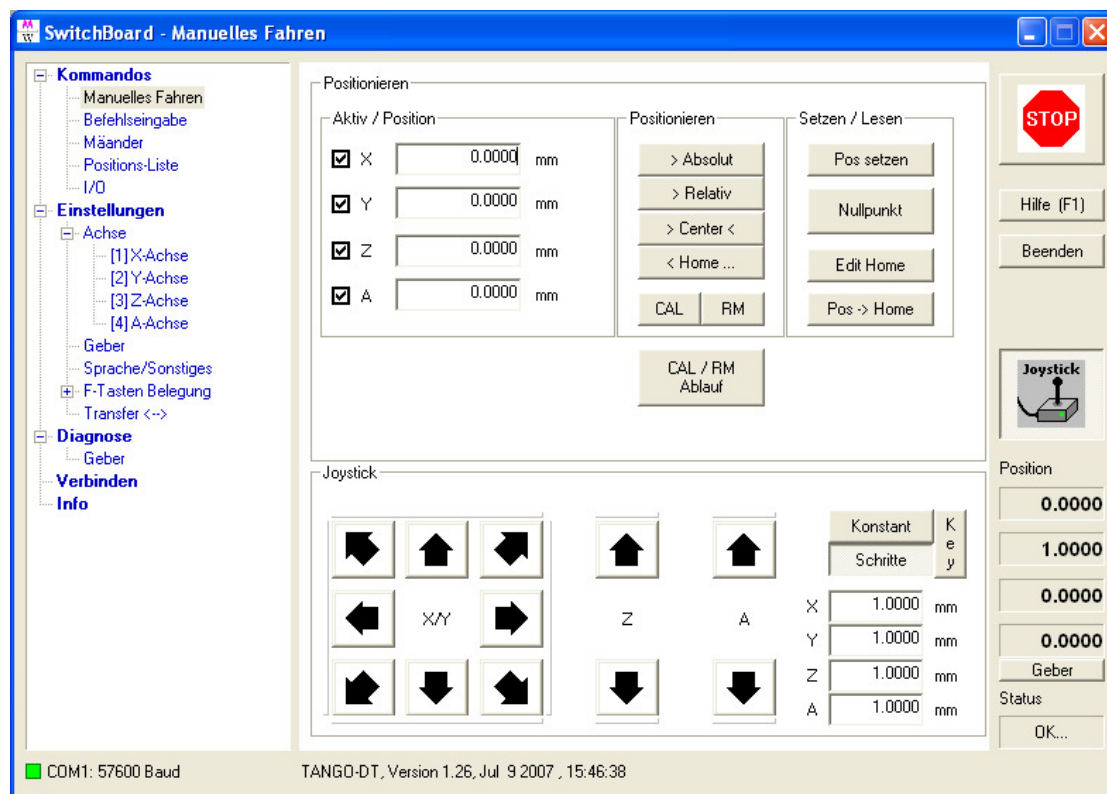 M
W
SwitchBoard - Manuelles Fahren
Kommandos
Manuelles Fahren
Befehlseingabe
Mäander
Positions-Liste
I/O
Einstellungen
Achse
[1] X-Achse
[2] Y-Achse
[3] Z-Achse
[4] A-Achse
Geber
Sprache/Sonstiges
F-Tasten Belegung
Transfer <-->
Diagnose
Geber
Verbinden
Info
Positionieren
Aktiv / Position
X 0.0000 mm
Y 0.0000 mm
Z 0.0000 mm
A 0.0000 mm
Positionieren
> Absolut
> Relativ
> Center <
< Home ...
CAL RM
CAL / RM
Ablauf
Setzen / Lesen
Pos setzen
Nullpunkt
Edit Home
Pos -> Home
Joystick
X/Y
Z
A
Konstant
Schritte
Key
X 1.0000 mm
Y 1.0000 mm
Z 1.0000 mm
A 1.0000 mm
STOP
Hilfe (F1)
Beenden
Joystick
Position
0.0000
1.0000
0.0000
0.0000
Geber
Status
OK...
COM1: 57600 Baud
TANGO-DT, Version 1.26, Jul 9 2007 , 15:46:38